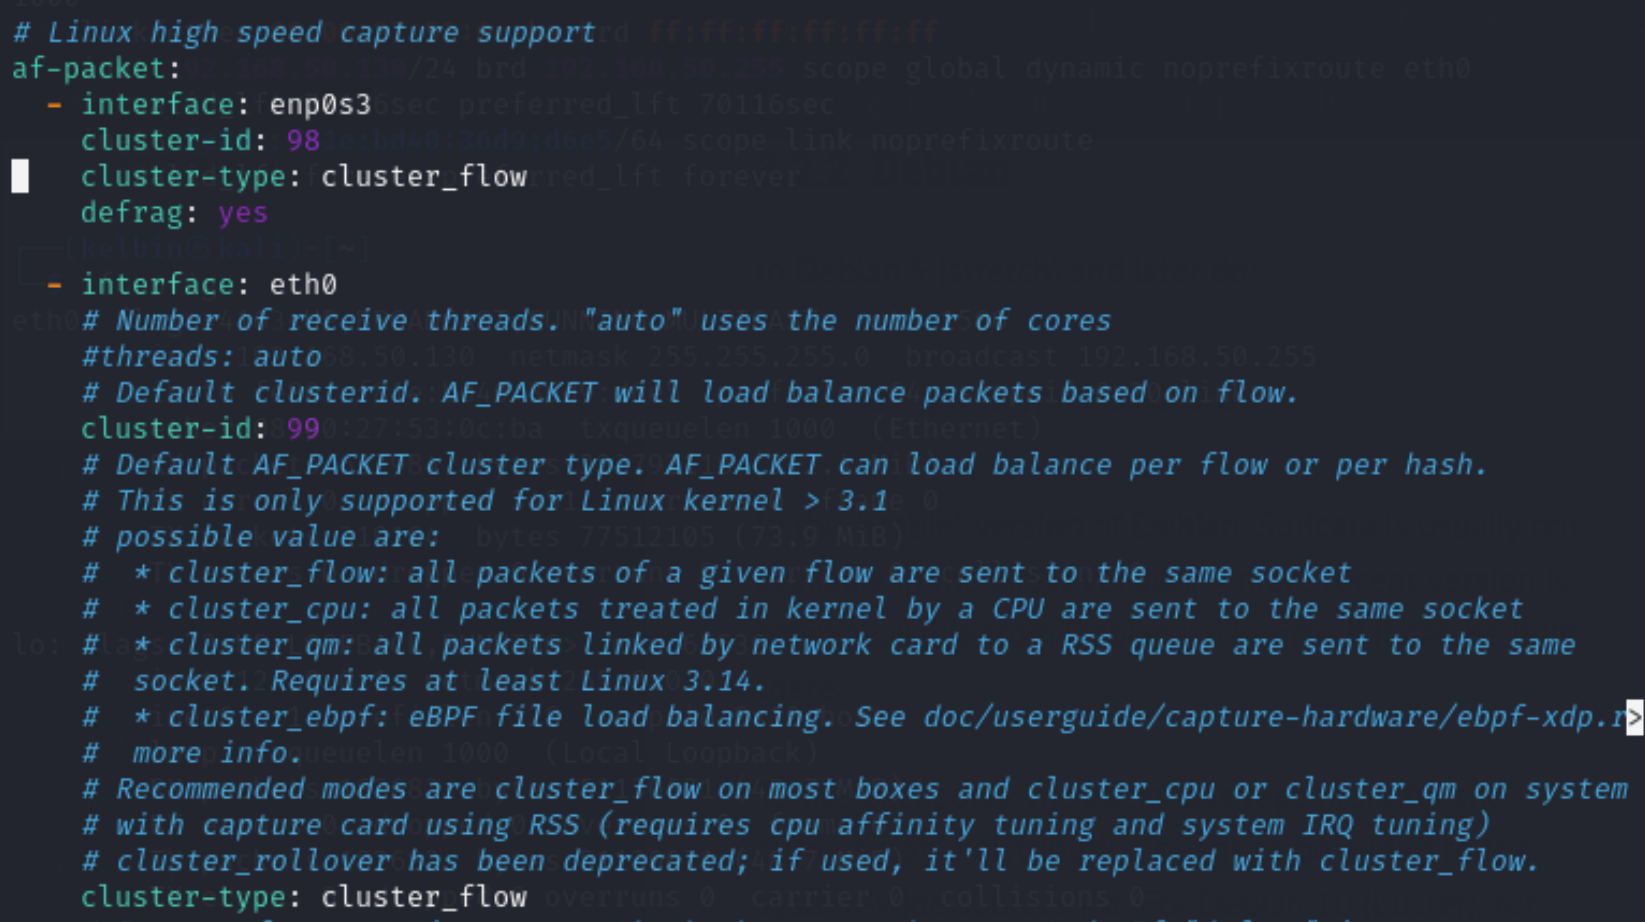 # Linux high speed capture support
af-packet:
  - interface: enp0s3
    cluster-id: 98
    cluster-type: cluster_flow
    defrag: yes
  - interface: eth0
    # Number of receive threads. "auto" uses the number of cores
    #threads: auto
    # Default clusterid. AF_PACKET will load balance packets based on flow.
    cluster-id: 99
    # Default AF_PACKET cluster type. AF_PACKET can load balance per flow or per hash.
    # This is only supported for Linux kernel > 3.1
    # possible value are:
    #  * cluster_flow: all packets of a given flow are sent to the same socket
    #  * cluster_cpu: all packets treated in kernel by a CPU are sent to the same socket
    #  * cluster_qm: all packets linked by network card to a RSS queue are sent to the same
    #  socket. Requires at least Linux 3.14.
    #  * cluster_ebpf: eBPF file load balancing. See doc/userguide/capture-hardware/ebpf-xdp.r>
    #  more info.
    # Recommended modes are cluster_flow on most boxes and cluster_cpu or cluster_qm on system
    # with capture card using RSS (requires cpu affinity tuning and system IRQ tuning)
    # cluster_rollover has been deprecated; if used, it'll be replaced with cluster_flow.
    cluster-type: cluster_flow